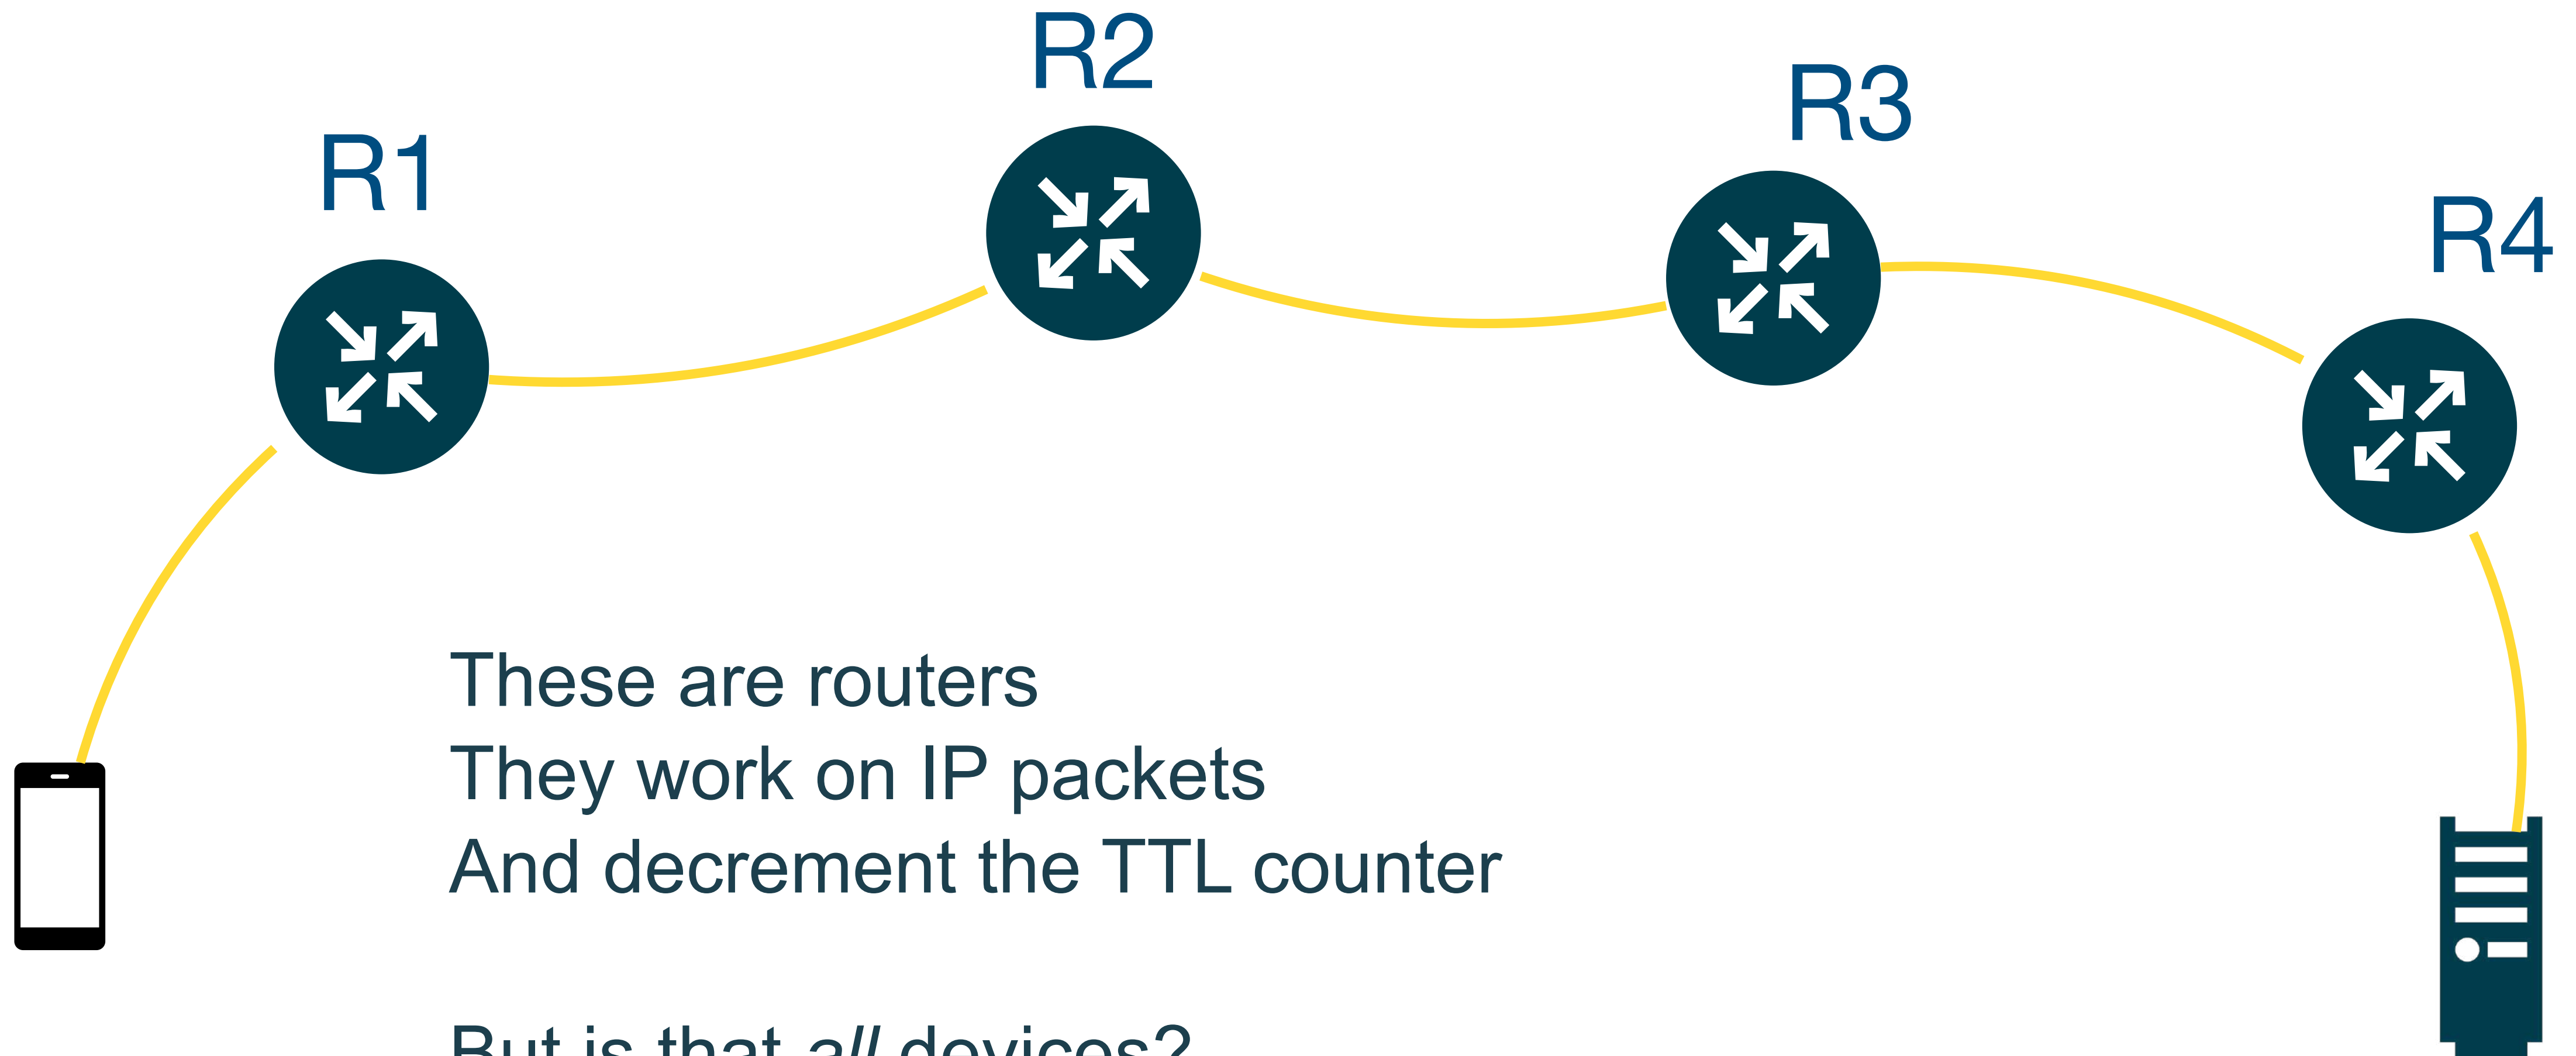 R1
R2
R3
R4
These are routers
They work on IP packets
And decrement the TTL counter
But is that all devices?